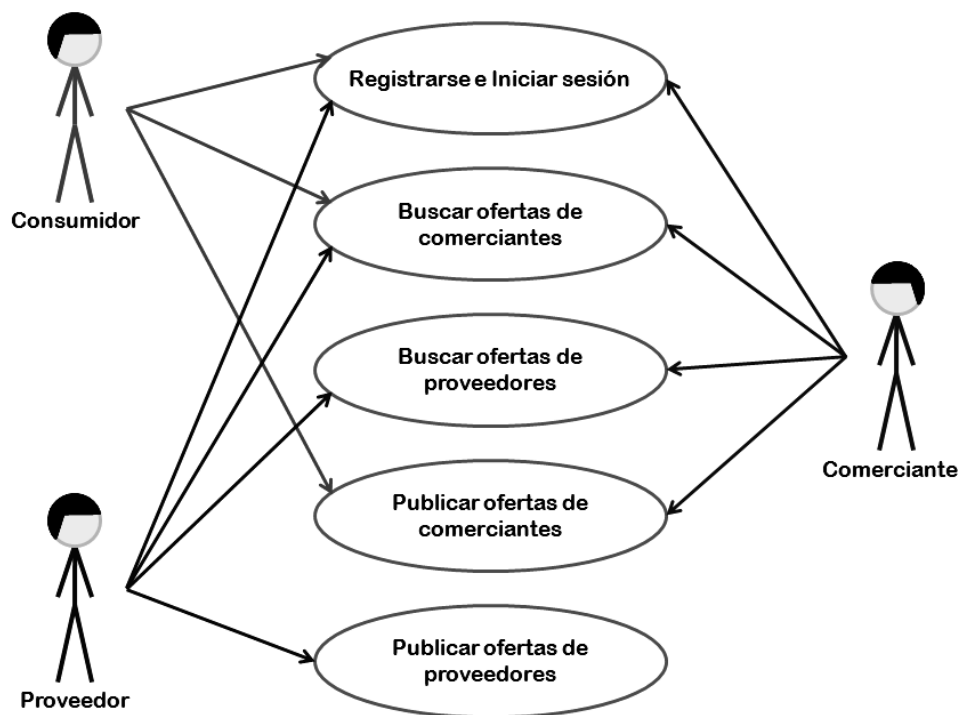 Registrarse e Iniciar sesión
Consumidor
Buscar ofertas de
comerciantes
Buscar ofertas de
proveedores
Comerciante
Publicar ofertas de
comerciantes
Publicar ofertas de
proveedores
Proveedor